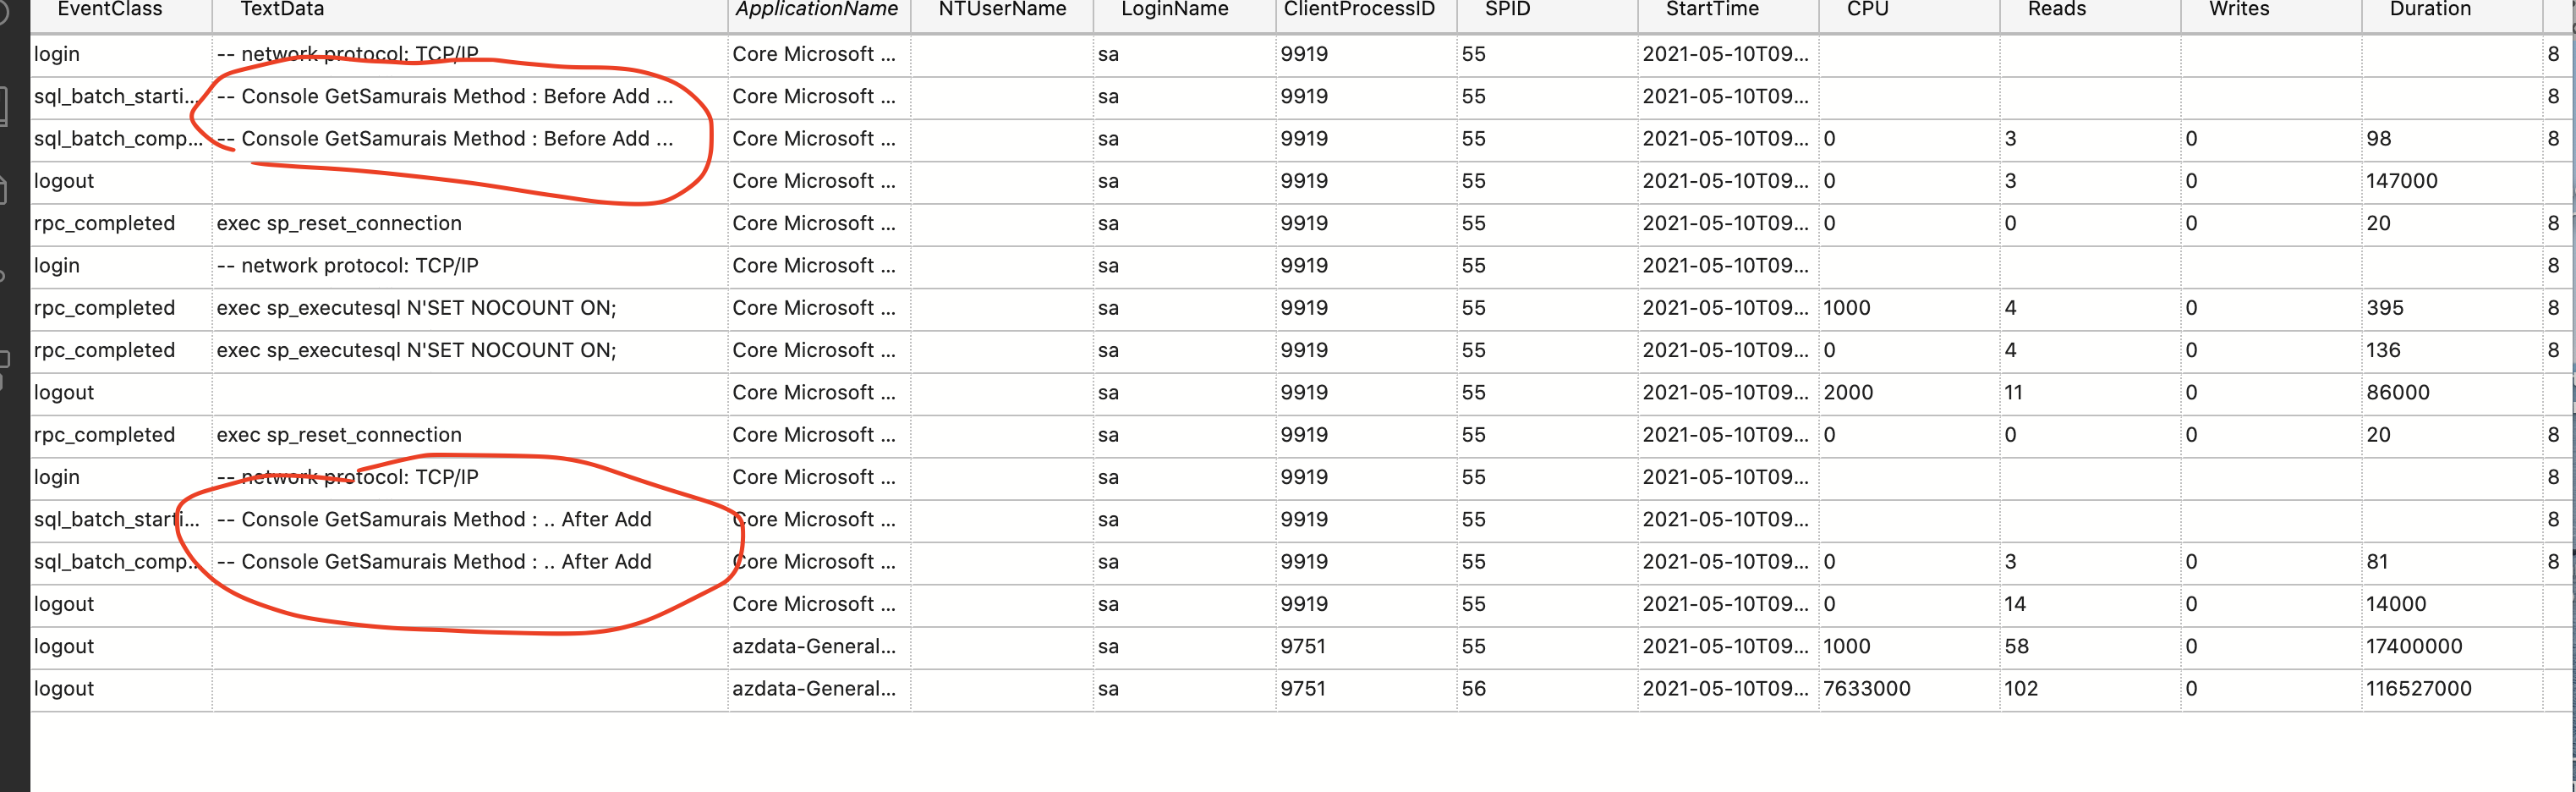 EventClass TextData ApplicationName NTUserName LoginName ClientProcessID SPID StartTime CPU Reads Writes Duration
login -- network protocol: TCP/IP Core Microsoft ... sa 9919 55 2021-05-10T09... 8
sql_batch_starti... -- Console GetSamurais Method : Before Add ... Core Microsoft ... sa 9919 55 2021-05-10T09... 8
sql_batch_comp... -- Console GetSamurais Method : Before Add ... Core Microsoft ... sa 9919 55 2021-05-10T09... 0 3 0 98 8
logout Core Microsoft ... sa 9919 55 2021-05-10T09... 0 3 0 147000
rpc_completed exec sp_reset_connection Core Microsoft ... sa 9919 55 2021-05-10T09... 0 0 0 20 8
login -- network protocol: TCP/IP Core Microsoft ... sa 9919 55 2021-05-10T09... 8
rpc_completed exec sp_executesql N'SET NOCOUNT ON; Core Microsoft ... sa 9919 55 2021-05-10T09... 1000 4 0 395 8
rpc_completed exec sp_executesql N'SET NOCOUNT ON; Core Microsoft ... sa 9919 55 2021-05-10T09... 0 4 0 136 8
logout Core Microsoft ... sa 9919 55 2021-05-10T09... 2000 11 0 86000
rpc_completed exec sp_reset_connection Core Microsoft ... sa 9919 55 2021-05-10T09... 0 0 0 20 8
login -- network protocol: TCP/IP Core Microsoft ... sa 9919 55 2021-05-10T09... 8
sql_batch_starti... -- Console GetSamurais Method : .. After Add Core Microsoft ... sa 9919 55 2021-05-10T09... 8
sql_batch_comp... -- Console GetSamurais Method : .. After Add Core Microsoft ... sa 9919 55 2021-05-10T09... 0 3 0 81 8
logout Core Microsoft ... sa 9919 55 2021-05-10T09... 0 14 0 14000
logout azdata-General... sa 9751 55 2021-05-10T09... 1000 58 0 17400000
logout azdata-General... sa 9751 56 2021-05-10T09... 7633000 102 0 116527000